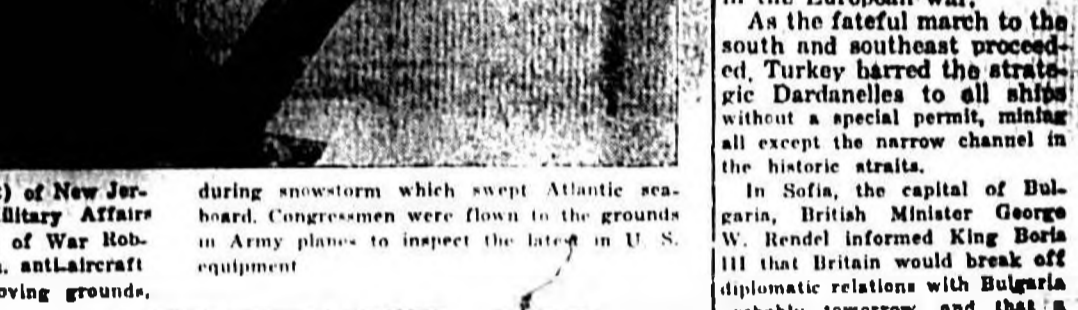 ) of New Jer-
Military Affairs
of War Rob-
anti-aircraft
oving grounds,
during snowstorm which swept Atlantic sea-
board. Congressmen were flown to the grounds
in Army planes to inspect the latest in U. S.
equipment
in the European war.
As the fateful march to the
south and southeast proceed-
ed, Turkey barred the strate-
gic Dardanelles to all ships
without a special permit, mining
all except the narrow channel in
the historic straits.
In Sofia, the capital of Bul-
garia, British Minister George
W. Rendel informed King Boris
III that Britain would break off
diplomatic relations with Bulgaria
probably tomorrow and that a